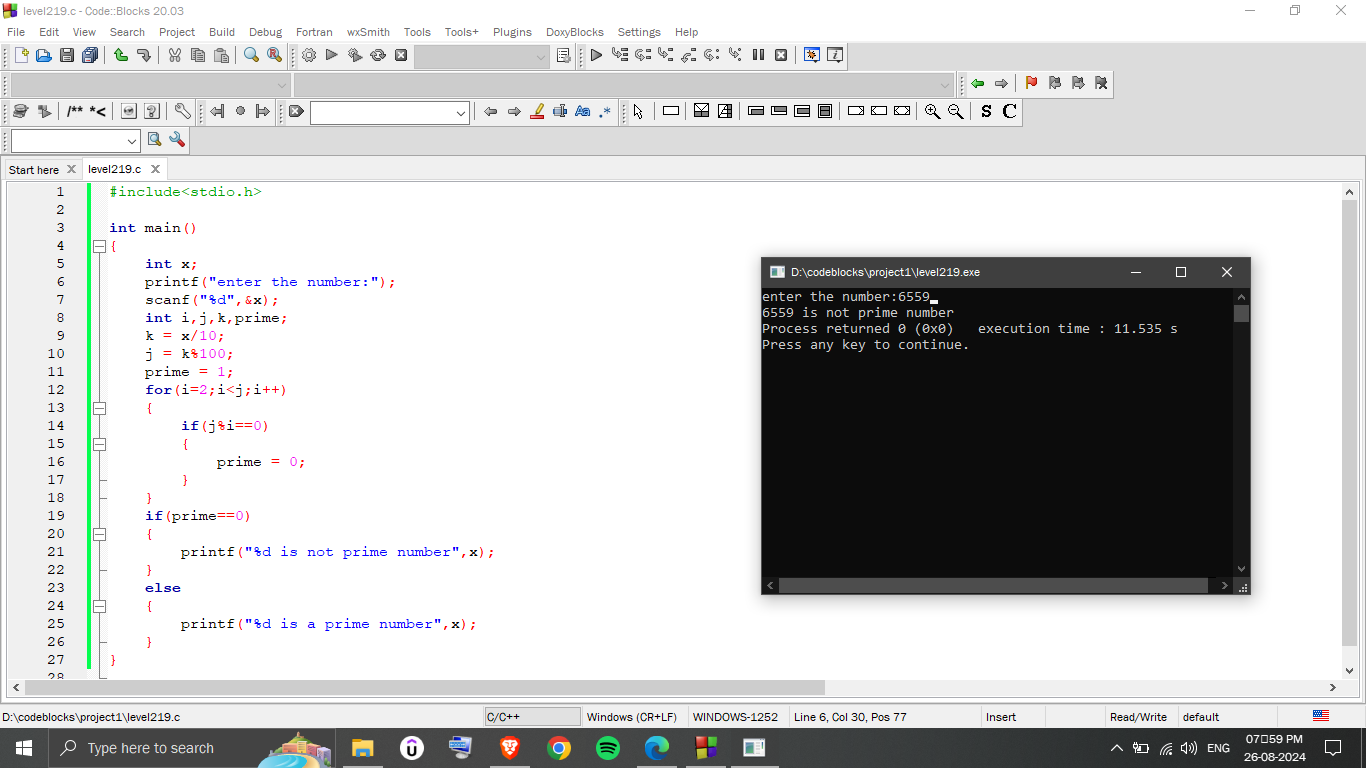 level219.c - Code::Blocks 20.03
File Edit View Search Project Build Debug Fortran wxSmith Tools Tools+ Plugins DoxyBlocks Settings Help
/** *<
Aa .*
S C
Start here level219.c
1 #include<stdio.h>
2
3 int main()
4 {
5 int x;
6 printf("enter the number:");
7 scanf("%d",&x);
8 int i,j,k,prime;
9 k = x/10;
10 j = k%100;
11 prime = 1;
12 for(i=2;i<j;i++)
13 {
14 if(j%i==0)
15 {
16 prime = 0;
17 }
18 }
19 if(prime==0)
20 {
21 printf("%d is not prime number",x);
22 }
23 else
24 {
25 printf("%d is a prime number",x);
26 }
27 }
28
D:\codeblocks\project1\level219.exe
enter the number:6559
6559 is not prime number
Process returned 0 (0x0) execution time : 11.535 s
Press any key to continue.
D:\codeblocks\project1\level219.c C/C++ Windows (CR+LF) WINDOWS-1252 Line 6, Col 30, Pos 77 Insert Read/Write default
Type here to search
ENG
07▯59 PM
26-08-2024